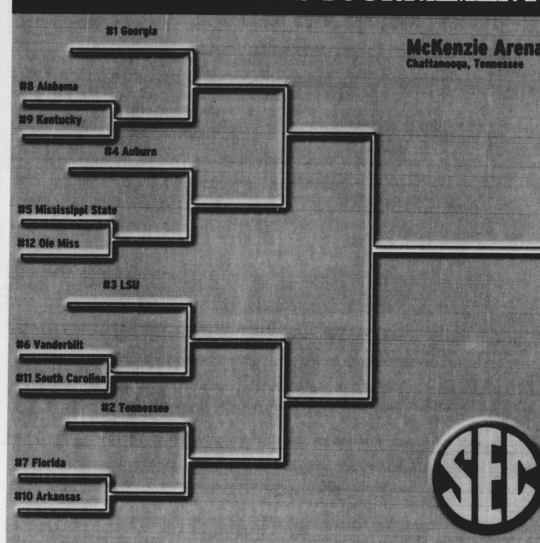 #1 Georgia
McKenzie Arena
Chattanooga, Tennessee
#8 Alabama
#9 Kentucky
#4 Auburn
#5 Mississippi State
#12 Ole Miss
#3 LSU
#6 Vanderbilt
#11 South Carolina
#2 Tennessee
#7 Florida
#10 Arkansas
SEC